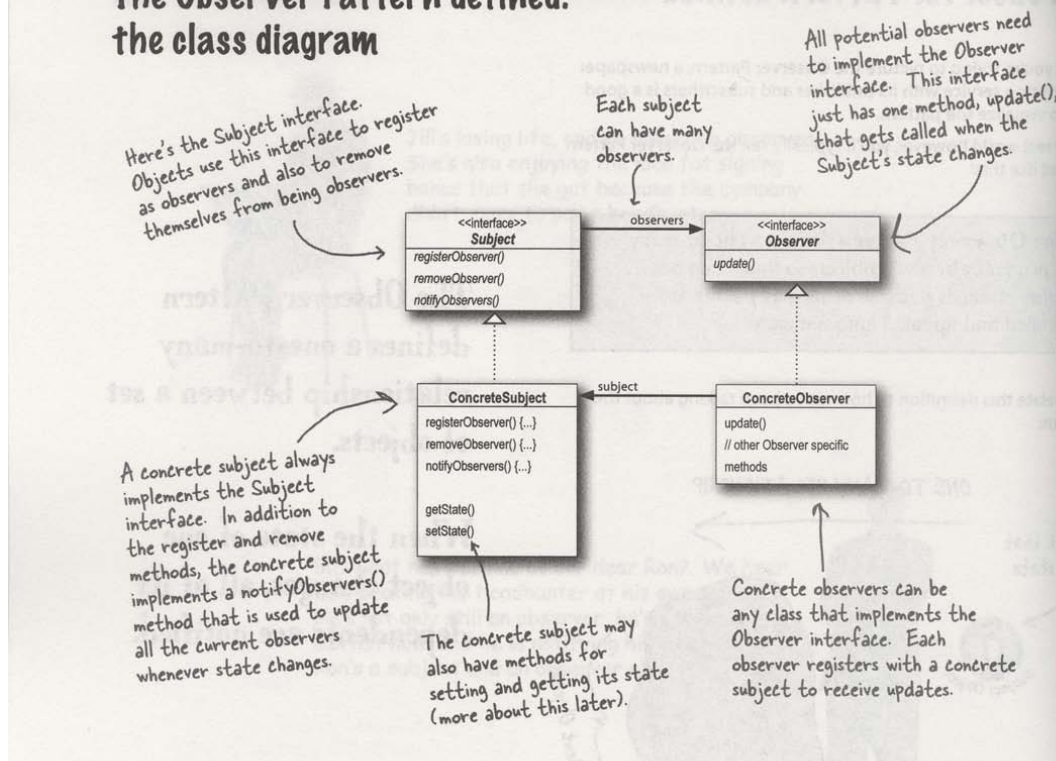 The Observer Pattern defined:
the class diagram
Here's the Subject interface.
Objects use this interface to register
as observers and also to remove
themselves from being observers.
Each subject
can have many
observers.
All potential observers need
to implement the Observer
interface. This interface
just has one method, update(),
that gets called when the
Subject's state changes.
<<interface>>
Subject
registerObserver()
removeObserver()
notifyObservers()
observers
<<interface>>
Observer
update()
ConcreteSubject
registerObserver() {...}
removeObserver() {...}
notifyObservers() {...}
getState()
setState()
subject
ConcreteObserver
update()
// other Observer specific
methods
A concrete subject always
implements the Subject
interface. In addition to
the register and remove
methods, the concrete subject
implements a notifyObservers()
method that is used to update
all the current observers
whenever state changes.
The concrete subject may
also have methods for
setting and getting its state
(more about this later).
Concrete observers can be
any class that implements the
Observer interface. Each
observer registers with a concrete
subject to receive updates.